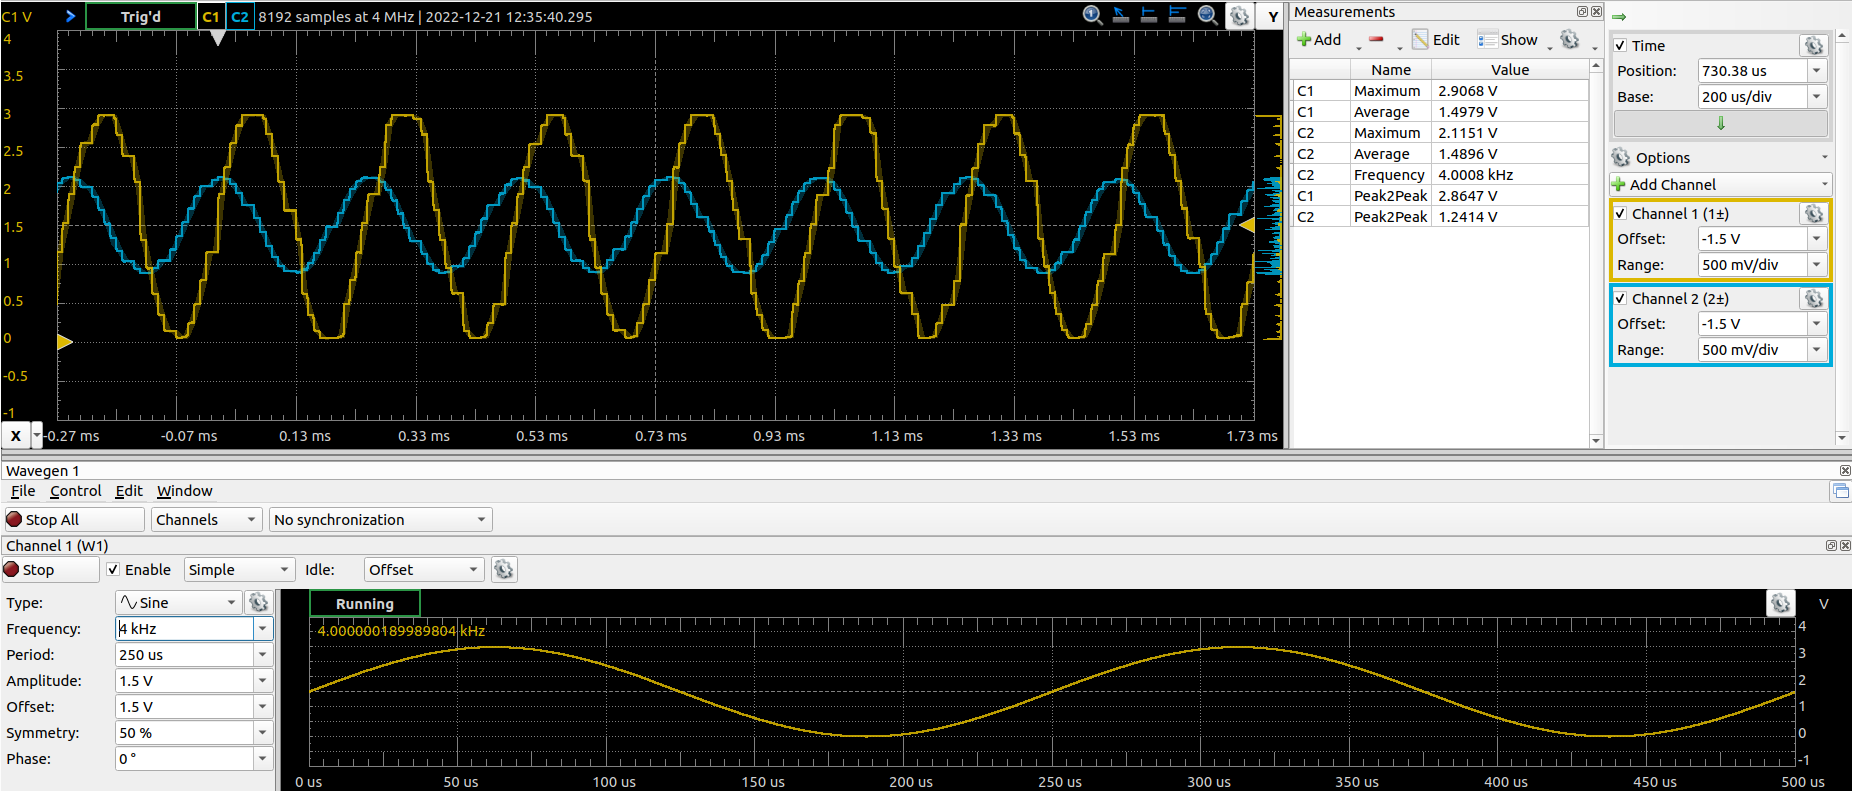 C1 V Trig'd C1 C2 8192 samples at 4 MHz | 2022-12-21 12:35:40.295 Y
4
3.5
3
2.5
2
1.5
1
0.5
0
-0.5
-1
X -0.27 ms -0.07 ms 0.13 ms 0.33 ms 0.53 ms 0.73 ms 0.93 ms 1.13 ms 1.33 ms 1.53 ms 1.73 ms
Measurements
Add Edit Show
Name Value
C1 Maximum 2.9068 V
C1 Average 1.4979 V
C2 Maximum 2.1151 V
C2 Average 1.4896 V
C2 Frequency 4.0008 kHz
C1 Peak2Peak 2.8647 V
C2 Peak2Peak 1.2414 V
Time
Position: 730.38 us
Base: 200 us/div
Options
Add Channel
Channel 1 (1±)
Offset: -1.5 V
Range: 500 mV/div
Channel 2 (2±)
Offset: -1.5 V
Range: 500 mV/div
Wavegen 1
File Control Edit Window
Stop All Channels No synchronization
Channel 1 (W1)
Stop Enable Simple Idle: Offset
Type: Sine
Frequency: 4 kHz
Period: 250 us
Amplitude: 1.5 V
Offset: 1.5 V
Symmetry: 50 %
Phase: 0 °
Running V
4.000000189989804 kHz
4
3
2
1
0
-1
0 us 50 us 100 us 150 us 200 us 250 us 300 us 350 us 400 us 450 us 500 us